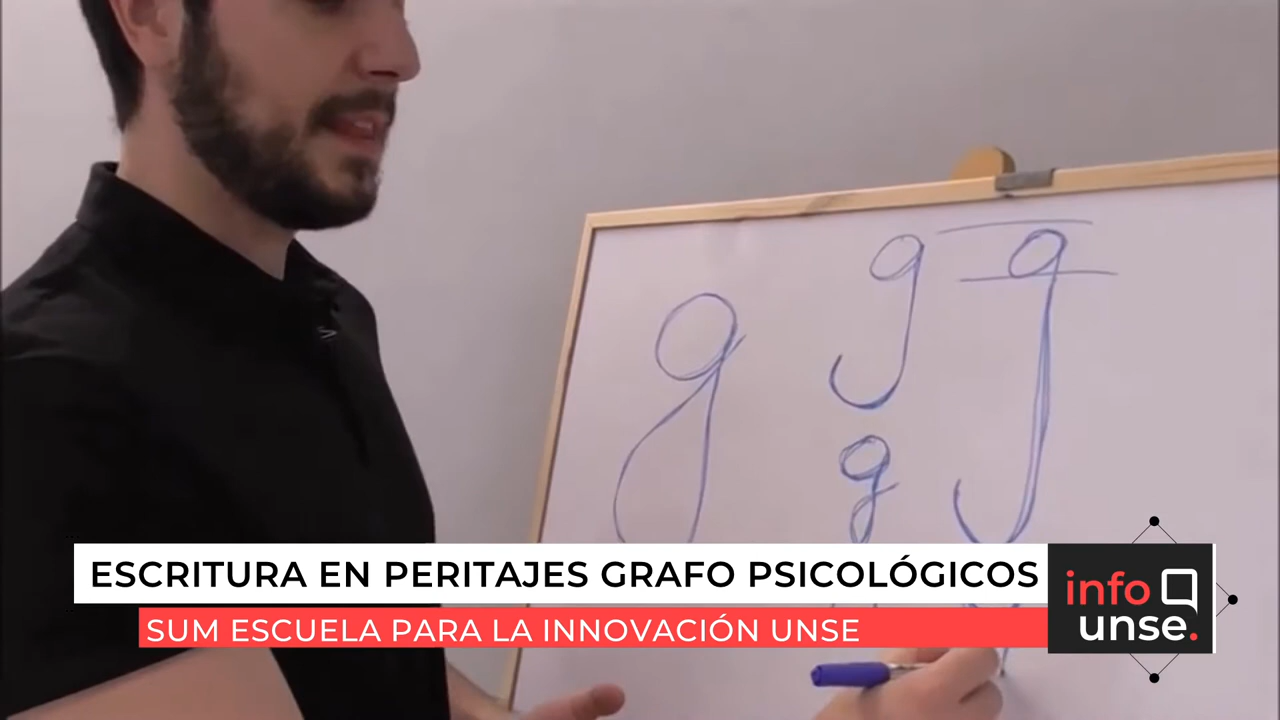 g g g
g
ESCRITURA EN PERITAJES GRAFO PSICOLÓGICOS
SUM ESCUELA PARA LA INNOVACIÓN UNSE
info
unse.